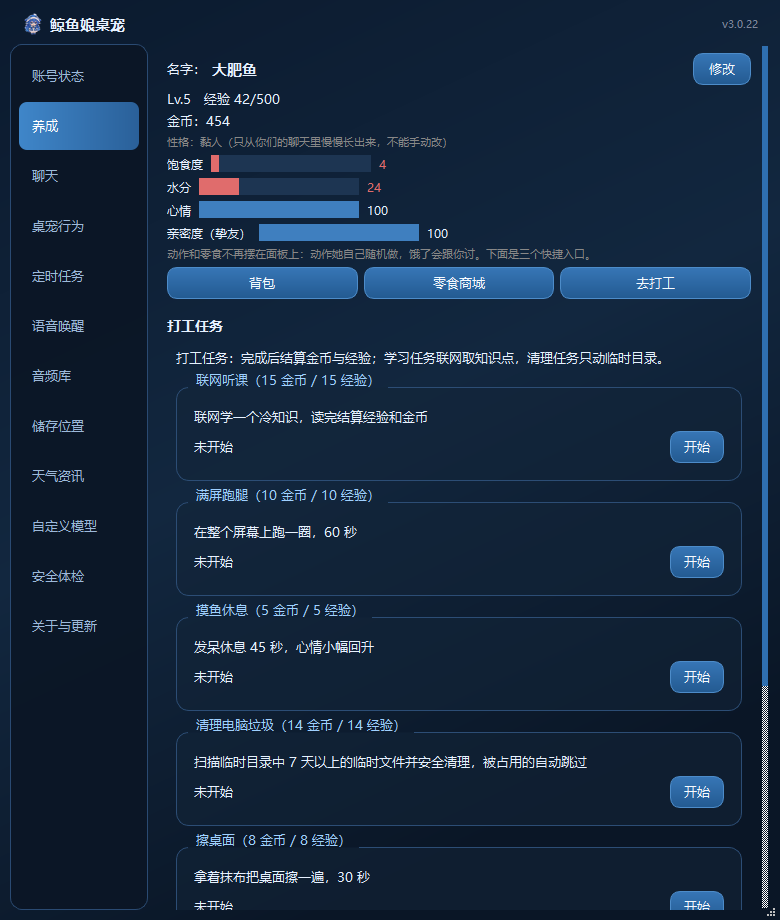 鲸鱼娘桌宠
v3.0.22
账号状态
养成
聊天
桌宠行为
定时任务
语音唤醒
音频库
储存位置
天气资讯
自定义模型
安全体检
关于与更新
名字： 大肥鱼
修改
Lv.5 经验 42/500
金币：454
性格：黏人（只从你们的聊天里慢慢长出来，不能手动改）
饱食度 4
水分 24
心情 100
亲密度（挚友） 100
动作和零食不再摆在面板上：动作她自己随机做，饿了会跟你讨。下面是三个快捷入口。
背包 零食商城 去打工
打工任务
打工任务：完成后结算金币与经验；学习任务联网取知识点，清理任务只动临时目录。
联网听课（15 金币 / 15 经验）
联网学一个冷知识，读完结算经验和金币
未开始 开始
满屏跑腿（10 金币 / 10 经验）
在整个屏幕上跑一圈，60 秒
未开始 开始
摸鱼休息（5 金币 / 5 经验）
发呆休息 45 秒，心情小幅回升
未开始 开始
清理电脑垃圾（14 金币 / 14 经验）
扫描临时目录中 7 天以上的临时文件并安全清理，被占用的自动跳过
未开始 开始
擦桌面（8 金币 / 8 经验）
拿着抹布把桌面擦一遍，30 秒
未开始 开始